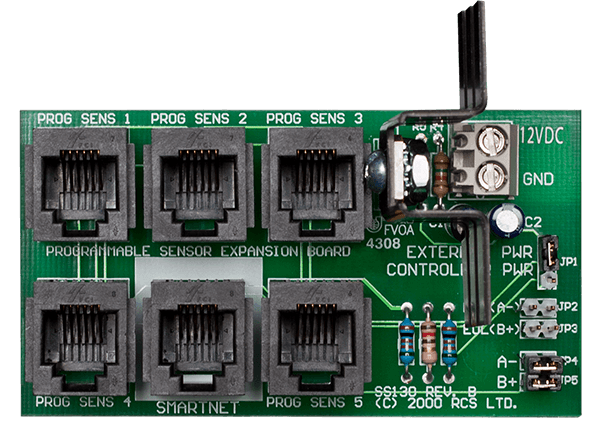 PROG SENS 1 PROG SENS 2 PROG SENS 3
12VDC
GND
C2
FVOA
4308
PROGRAMMABLE SENSOR EXPANSION BOARD
PWR
PWR
JP1
(A-) JP2
EOL(B+) JP3
A- JP4
B+ JP5
SS130 REV. B
PROG SENS 4 SMARTNET PROG SENS 5
(C) 2000 RCS LTD.